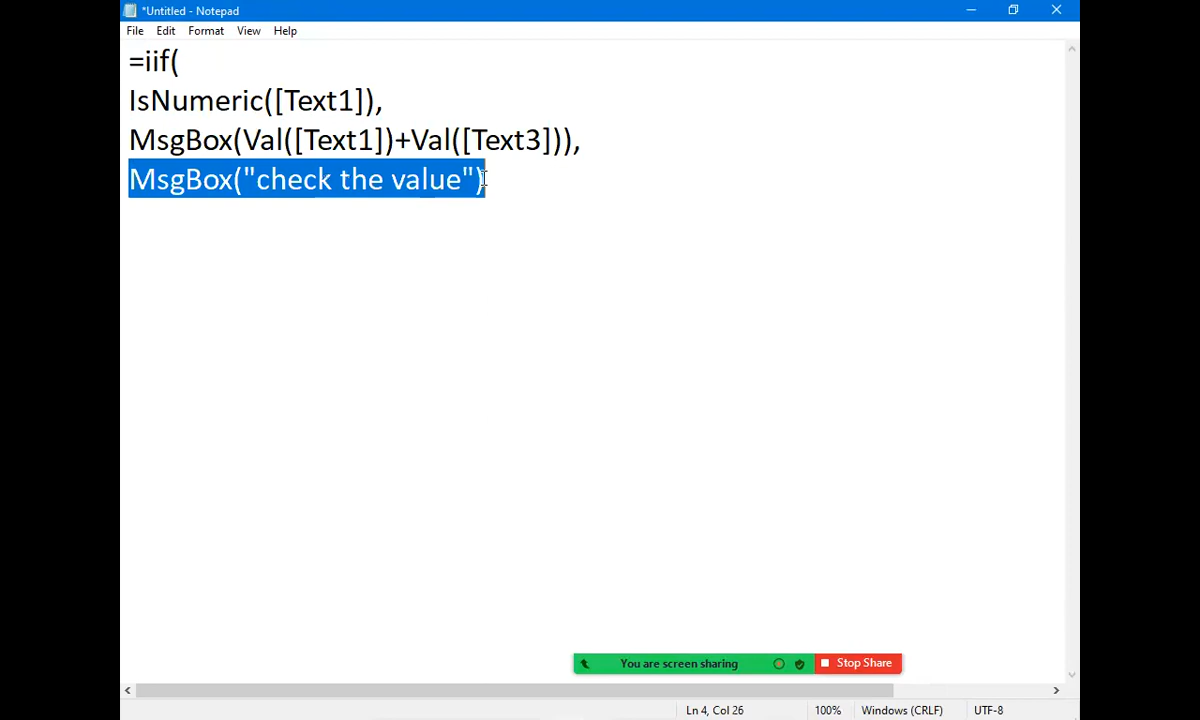 *Untitled - Notepad
File Edit Format View Help
=iif(
IsNumeric([Text1]),
MsgBox(Val([Text1])+Val([Text3])),
MsgBox("check the value")
You are screen sharing Stop Share
Ln 4, Col 26 100% Windows (CRLF) UTF-8